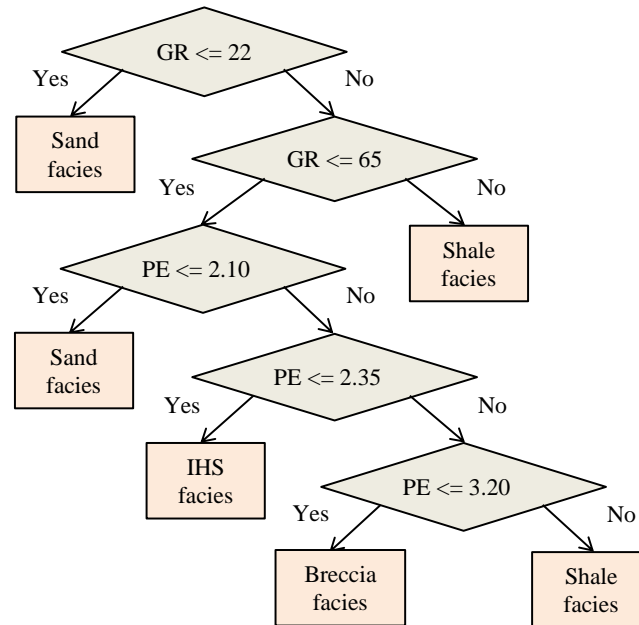 GR <= 22
Yes
No
Sand
facies
GR <= 65
Yes
No
Shale
facies
PE <= 2.10
Yes
No
Sand
facies
PE <= 2.35
Yes
No
IHS
facies
PE <= 3.20
Yes
No
Breccia
facies
Shale
facies